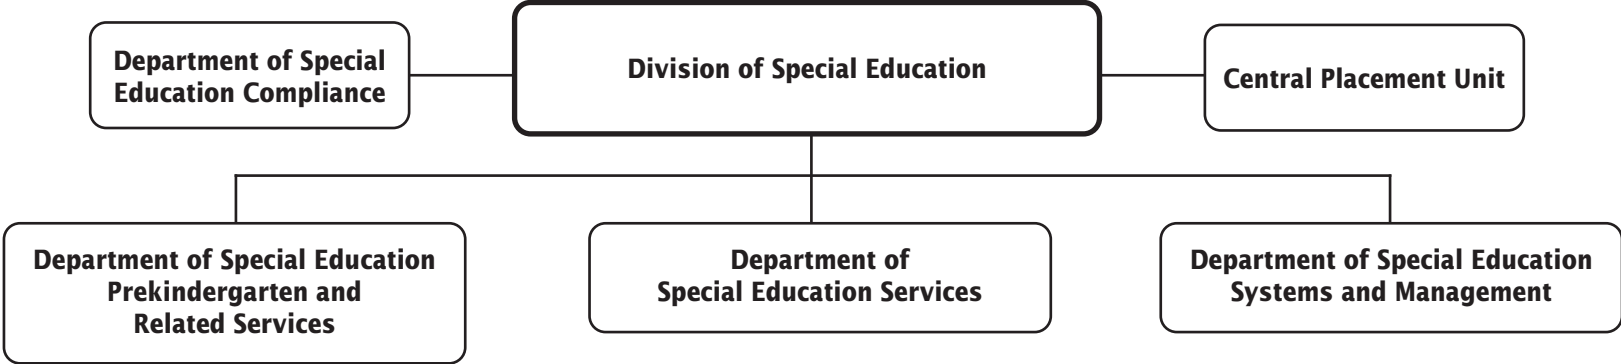 Department of Special
Education Compliance
Division of Special Education
Central Placement Unit
Department of Special Education
Prekindergarten and
Related Services
Department of
Special Education Services
Department of Special Education
Systems and Management